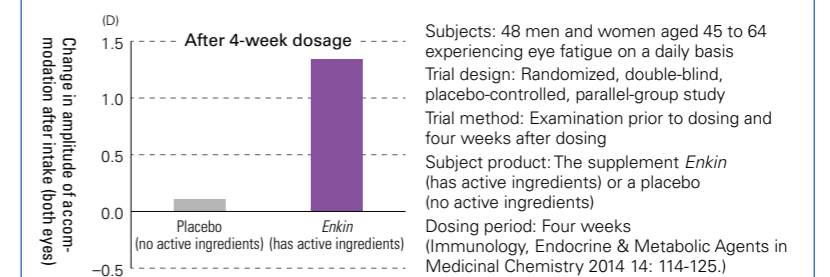 (D)
Change in amplitude of accom-
modation after intake (both eyes)
1.5
1.0
0.5
0.0
−0.5
After 4-week dosage
Placebo
(no active ingredients)
Enkin
(has active ingredients)
Subjects: 48 men and women aged 45 to 64
experiencing eye fatigue on a daily basis
Trial design: Randomized, double-blind,
placebo-controlled, parallel-group study
Trial method: Examination prior to dosing and
four weeks after dosing
Subject product: The supplement Enkin
(has active ingredients) or a placebo
(no active ingredients)
Dosing period: Four weeks
(Immunology, Endocrine & Metabolic Agents in
Medicinal Chemistry 2014 14: 114-125.)